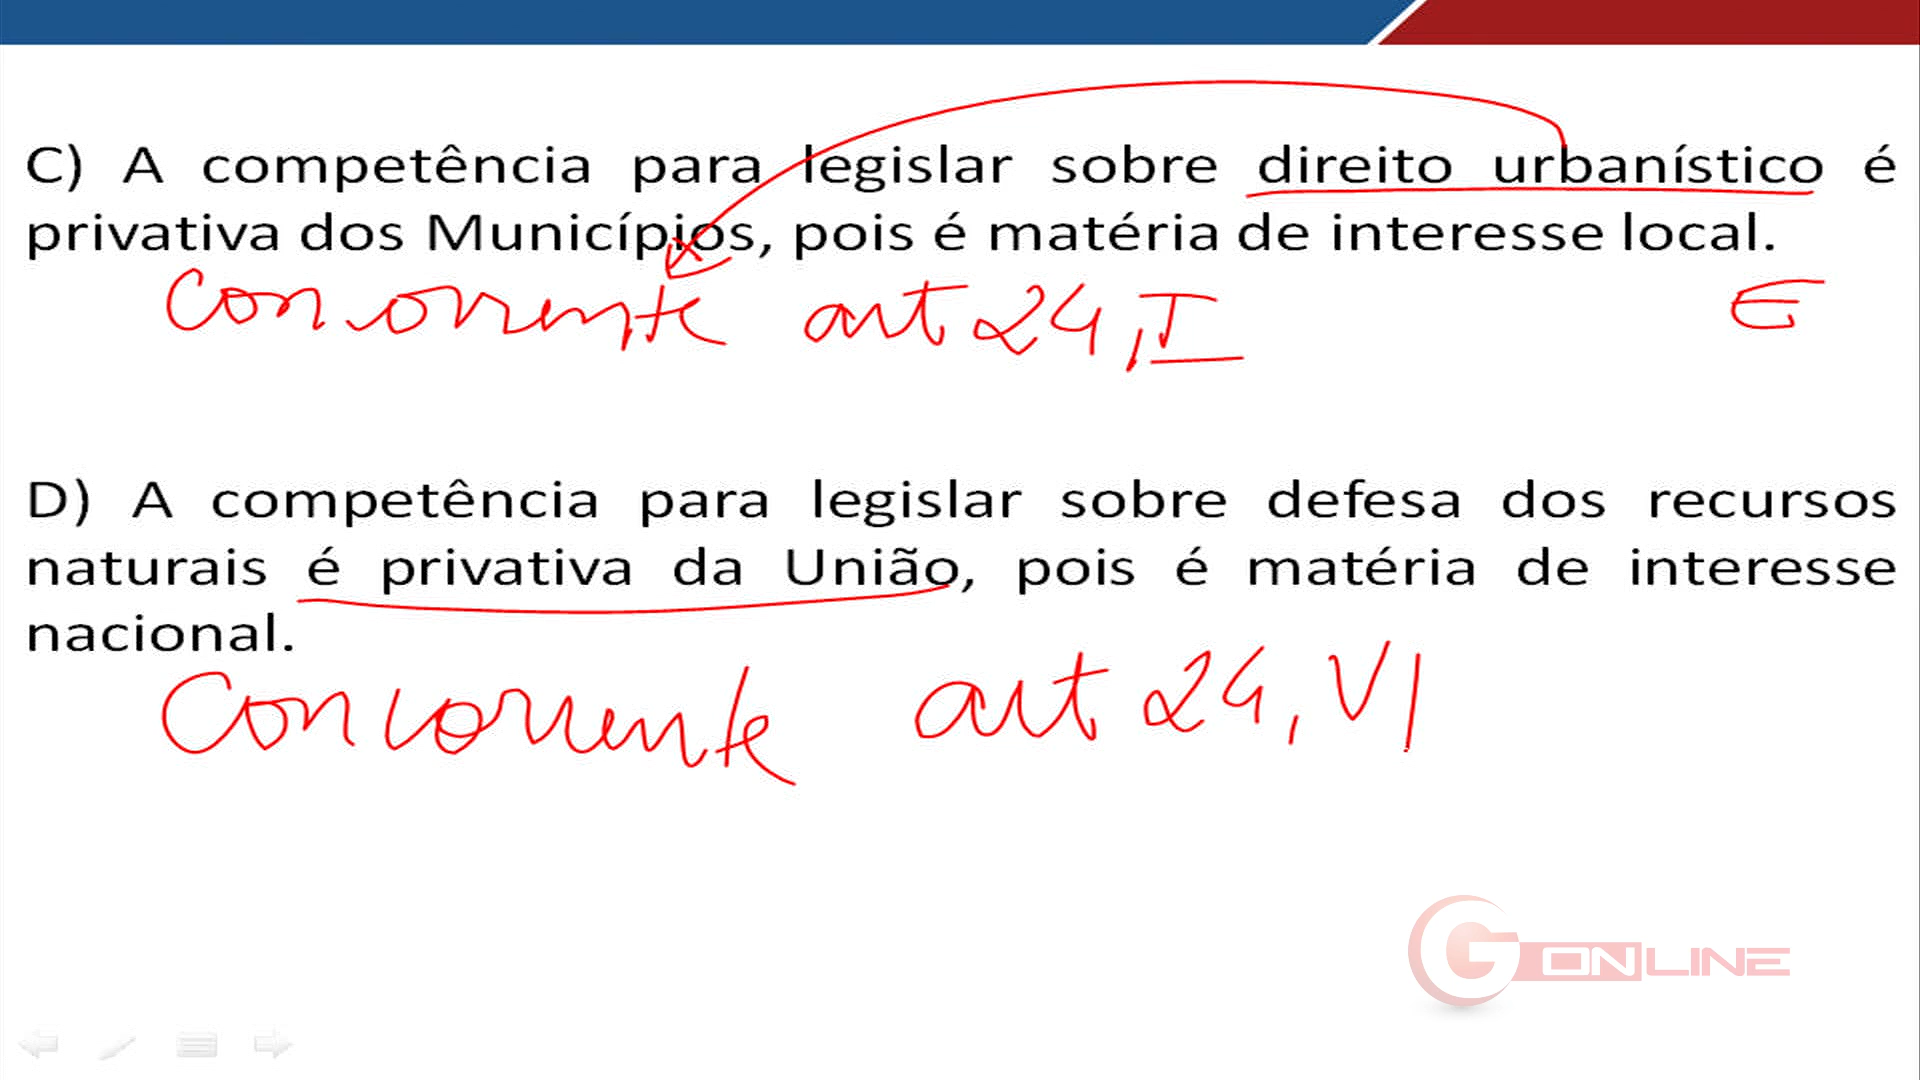 C) A competência para legislar sobre direito urbanístico é
privativa dos Municípios, pois é matéria de interesse local.
Concorrente art 24, I E
D) A competência para legislar sobre defesa dos recursos
naturais é privativa da União, pois é matéria de interesse
nacional.
Concorrente art 24, VI
G ONLINE